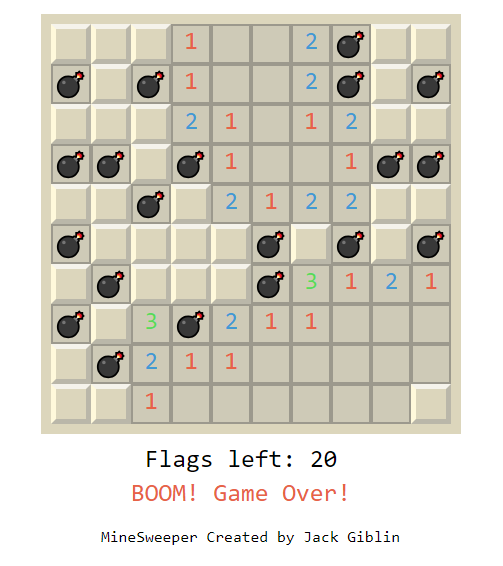 1 2
1 2
2 1 1 2
1 1
2 1 2 2
3 1 2 1
3 2 1 1
2 1 1
1
Flags left: 20
BOOM! Game Over!
MineSweeper Created by Jack Giblin